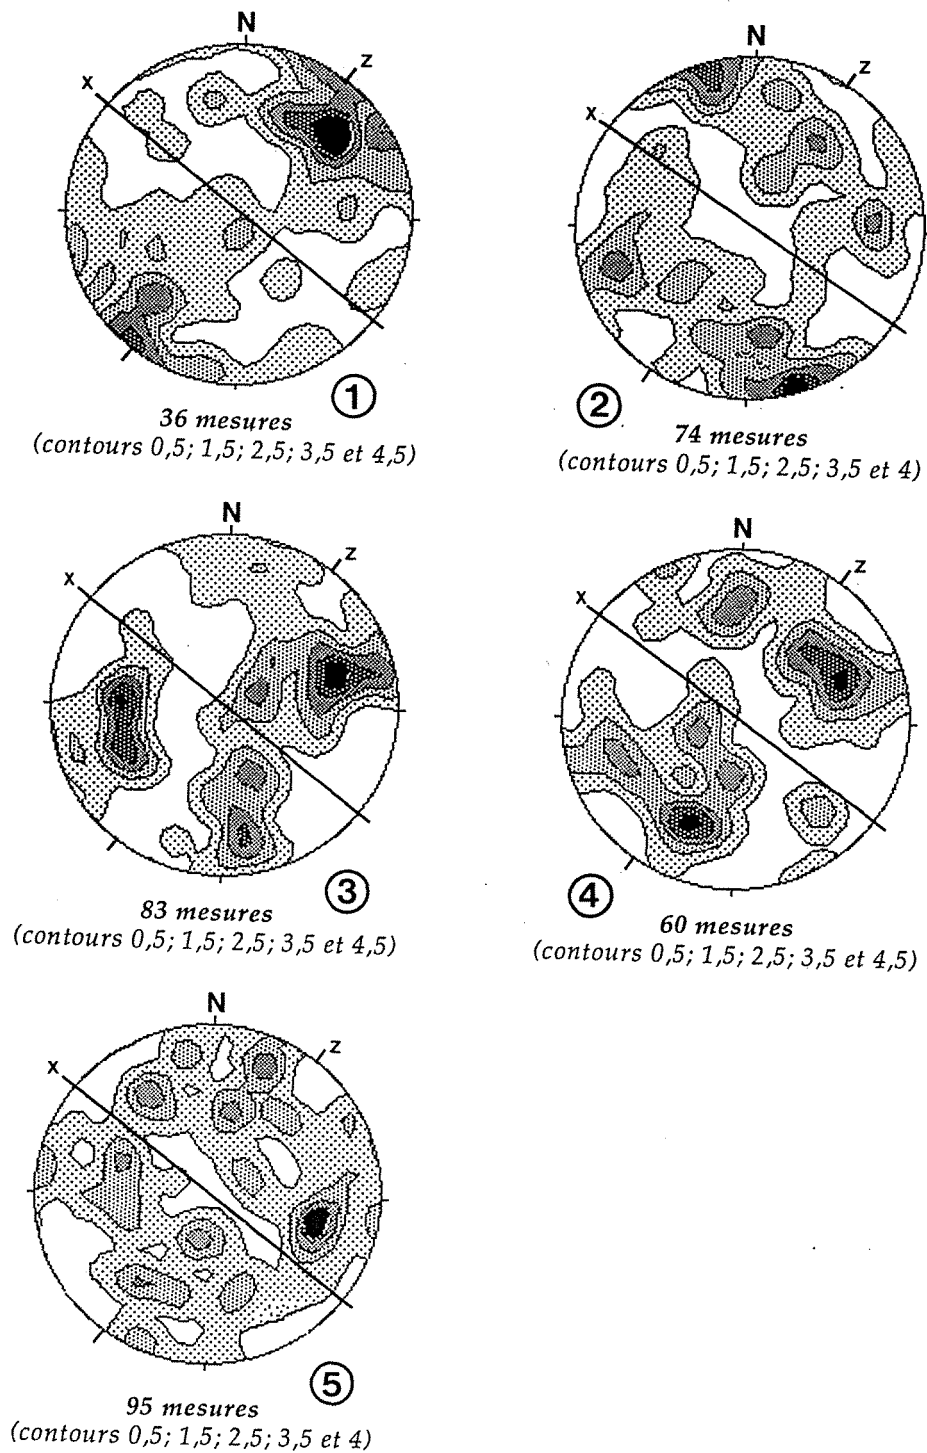 N
z
x
1
36 mesures
(contours 0,5; 1,5; 2,5; 3,5 et 4,5)
N
z
x
2
74 mesures
(contours 0,5; 1,5; 2,5; 3,5 et 4)
N
z
x
3
83 mesures
(contours 0,5; 1,5; 2,5; 3,5 et 4,5)
N
z
x
4
60 mesures
(contours 0,5; 1,5; 2,5; 3,5 et 4,5)
N
z
x
5
95 mesures
(contours 0,5; 1,5; 2,5; 3,5 et 4)